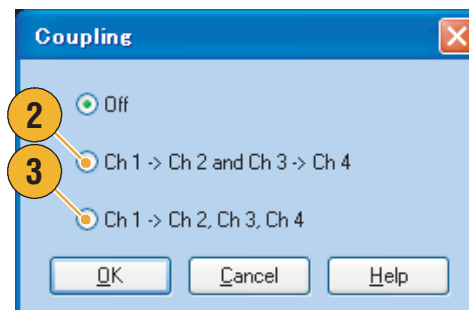 Coupling
Off
2
Ch 1 -> Ch 2 and Ch 3 -> Ch 4
3
Ch 1 -> Ch 2, Ch 3, Ch 4
OK Cancel Help